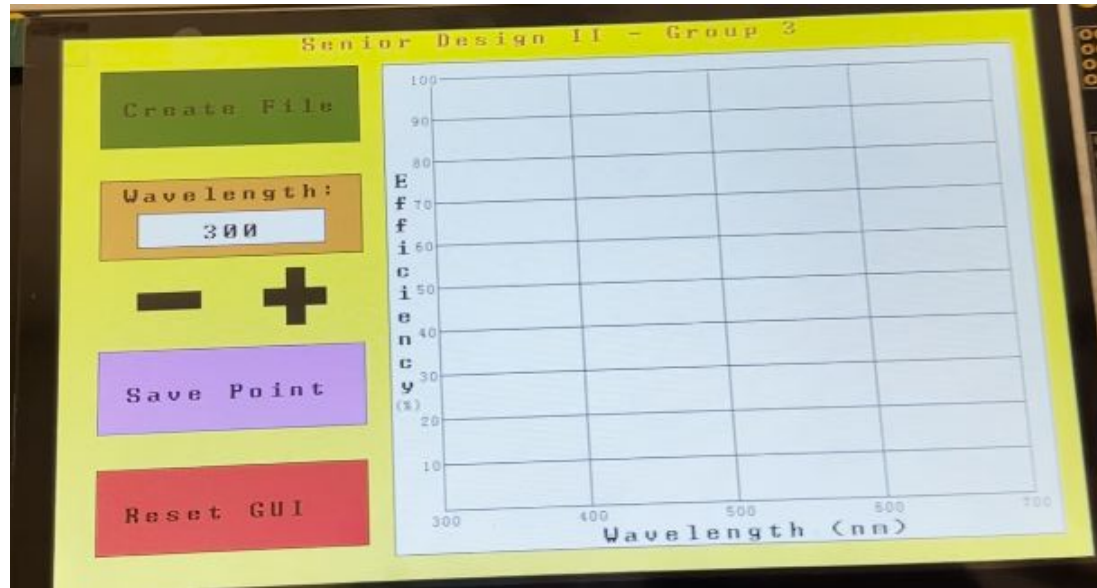 Senior Design II - Group 3
Create File
Wavelength:
300
Save Point
Reset GUI
100
90
80
70
60
50
40
30
20
10
Efficiency
(%)
300 400 500 600 700
Wavelength (nm)